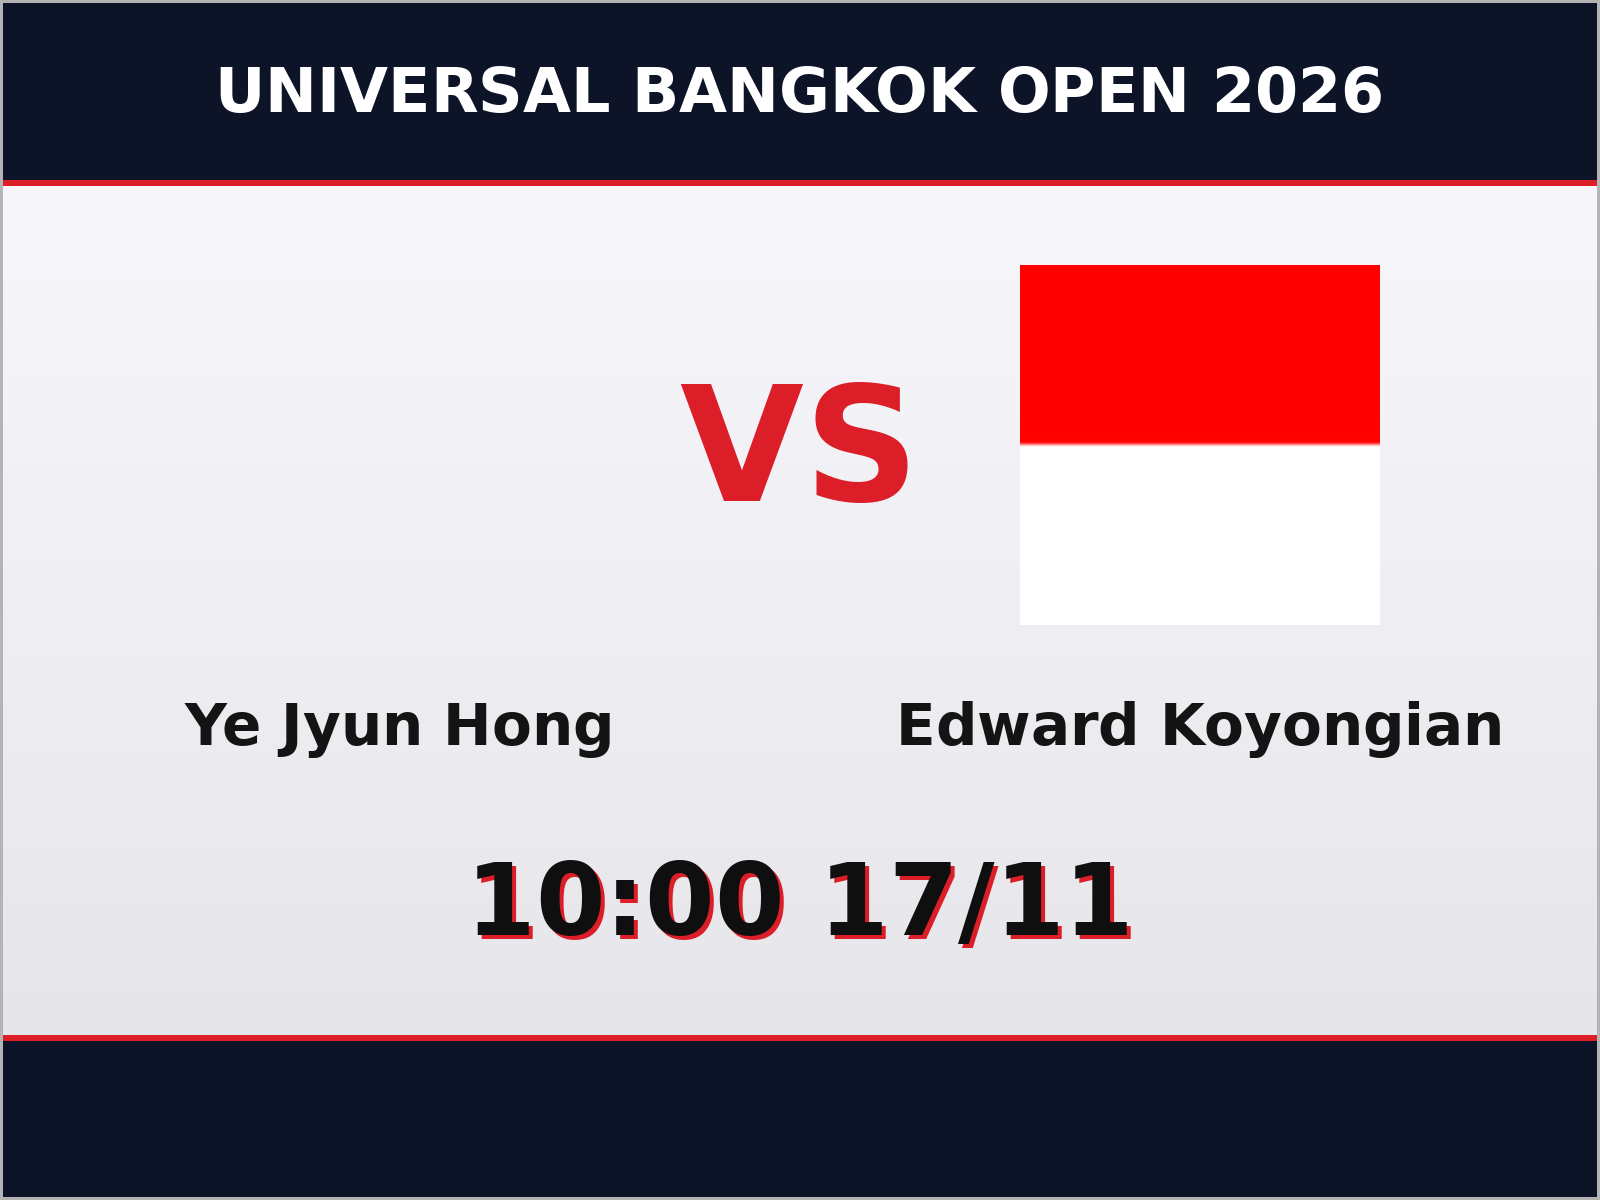 UNIVERSAL BANGKOK OPEN 2026
VS
Ye Jyun Hong
Edward Koyongian
10:00 17/11